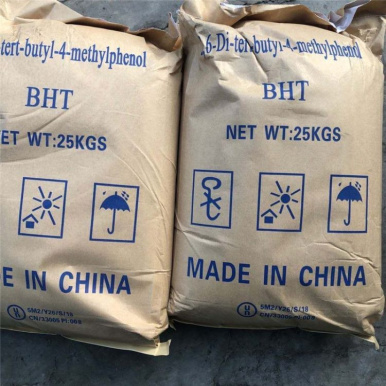 tert-butyl-4-methylphenol
BHT
NET WT:25KGS
MADE IN CHINA
6-Di-tert-butyl-4-methylphenol
BHT
NET WT:25KGS
MADE IN CHINA